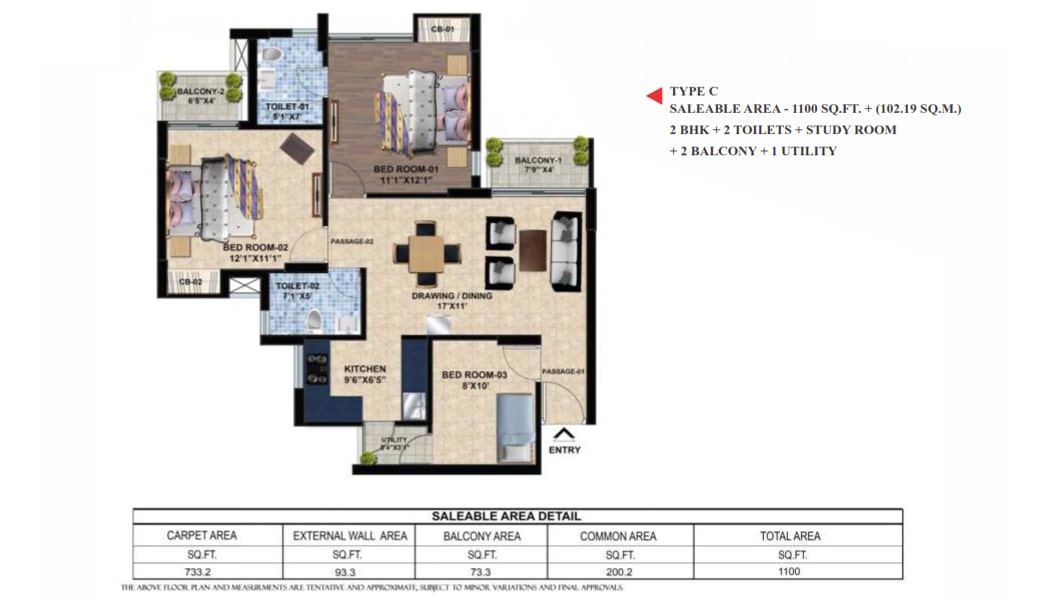 CB-01
BALCONY-2
6'5"X4'
TOILET-01
5'1"X7'
BED ROOM-01
11'1"X12'1"
BALCONY-1
7'9"X4'
TYPE C
SALEABLE AREA - 1100 SQ.FT. + (102.19 SQ.M.)
2 BHK + 2 TOILETS + STUDY ROOM
+ 2 BALCONY + 1 UTILITY
BED ROOM-02
12'1"X11'1"
PASSAGE-02
CB-02
TOILET-02
7'1"X5'
DRAWING / DINING
17'X11'
KITCHEN
9'6"X6'5"
BED ROOM-03
8'X10'
PASSAGE-01
UTILITY
ENTRY
SALEABLE AREA DETAIL
CARPET AREA EXTERNAL WALL AREA BALCONY AREA COMMON AREA TOTAL AREA
SQ.FT. SQ.FT. SQ.FT. SQ.FT. SQ.FT.
733.2 93.3 73.3 200.2 1100
THE ABOVE FLOOR PLAN AND MEASURMENTS ARE TENTATIVE AND APPROXIMATE, SUBJECT TO MINOR VARIATIONS AND FINAL APPROVALS.